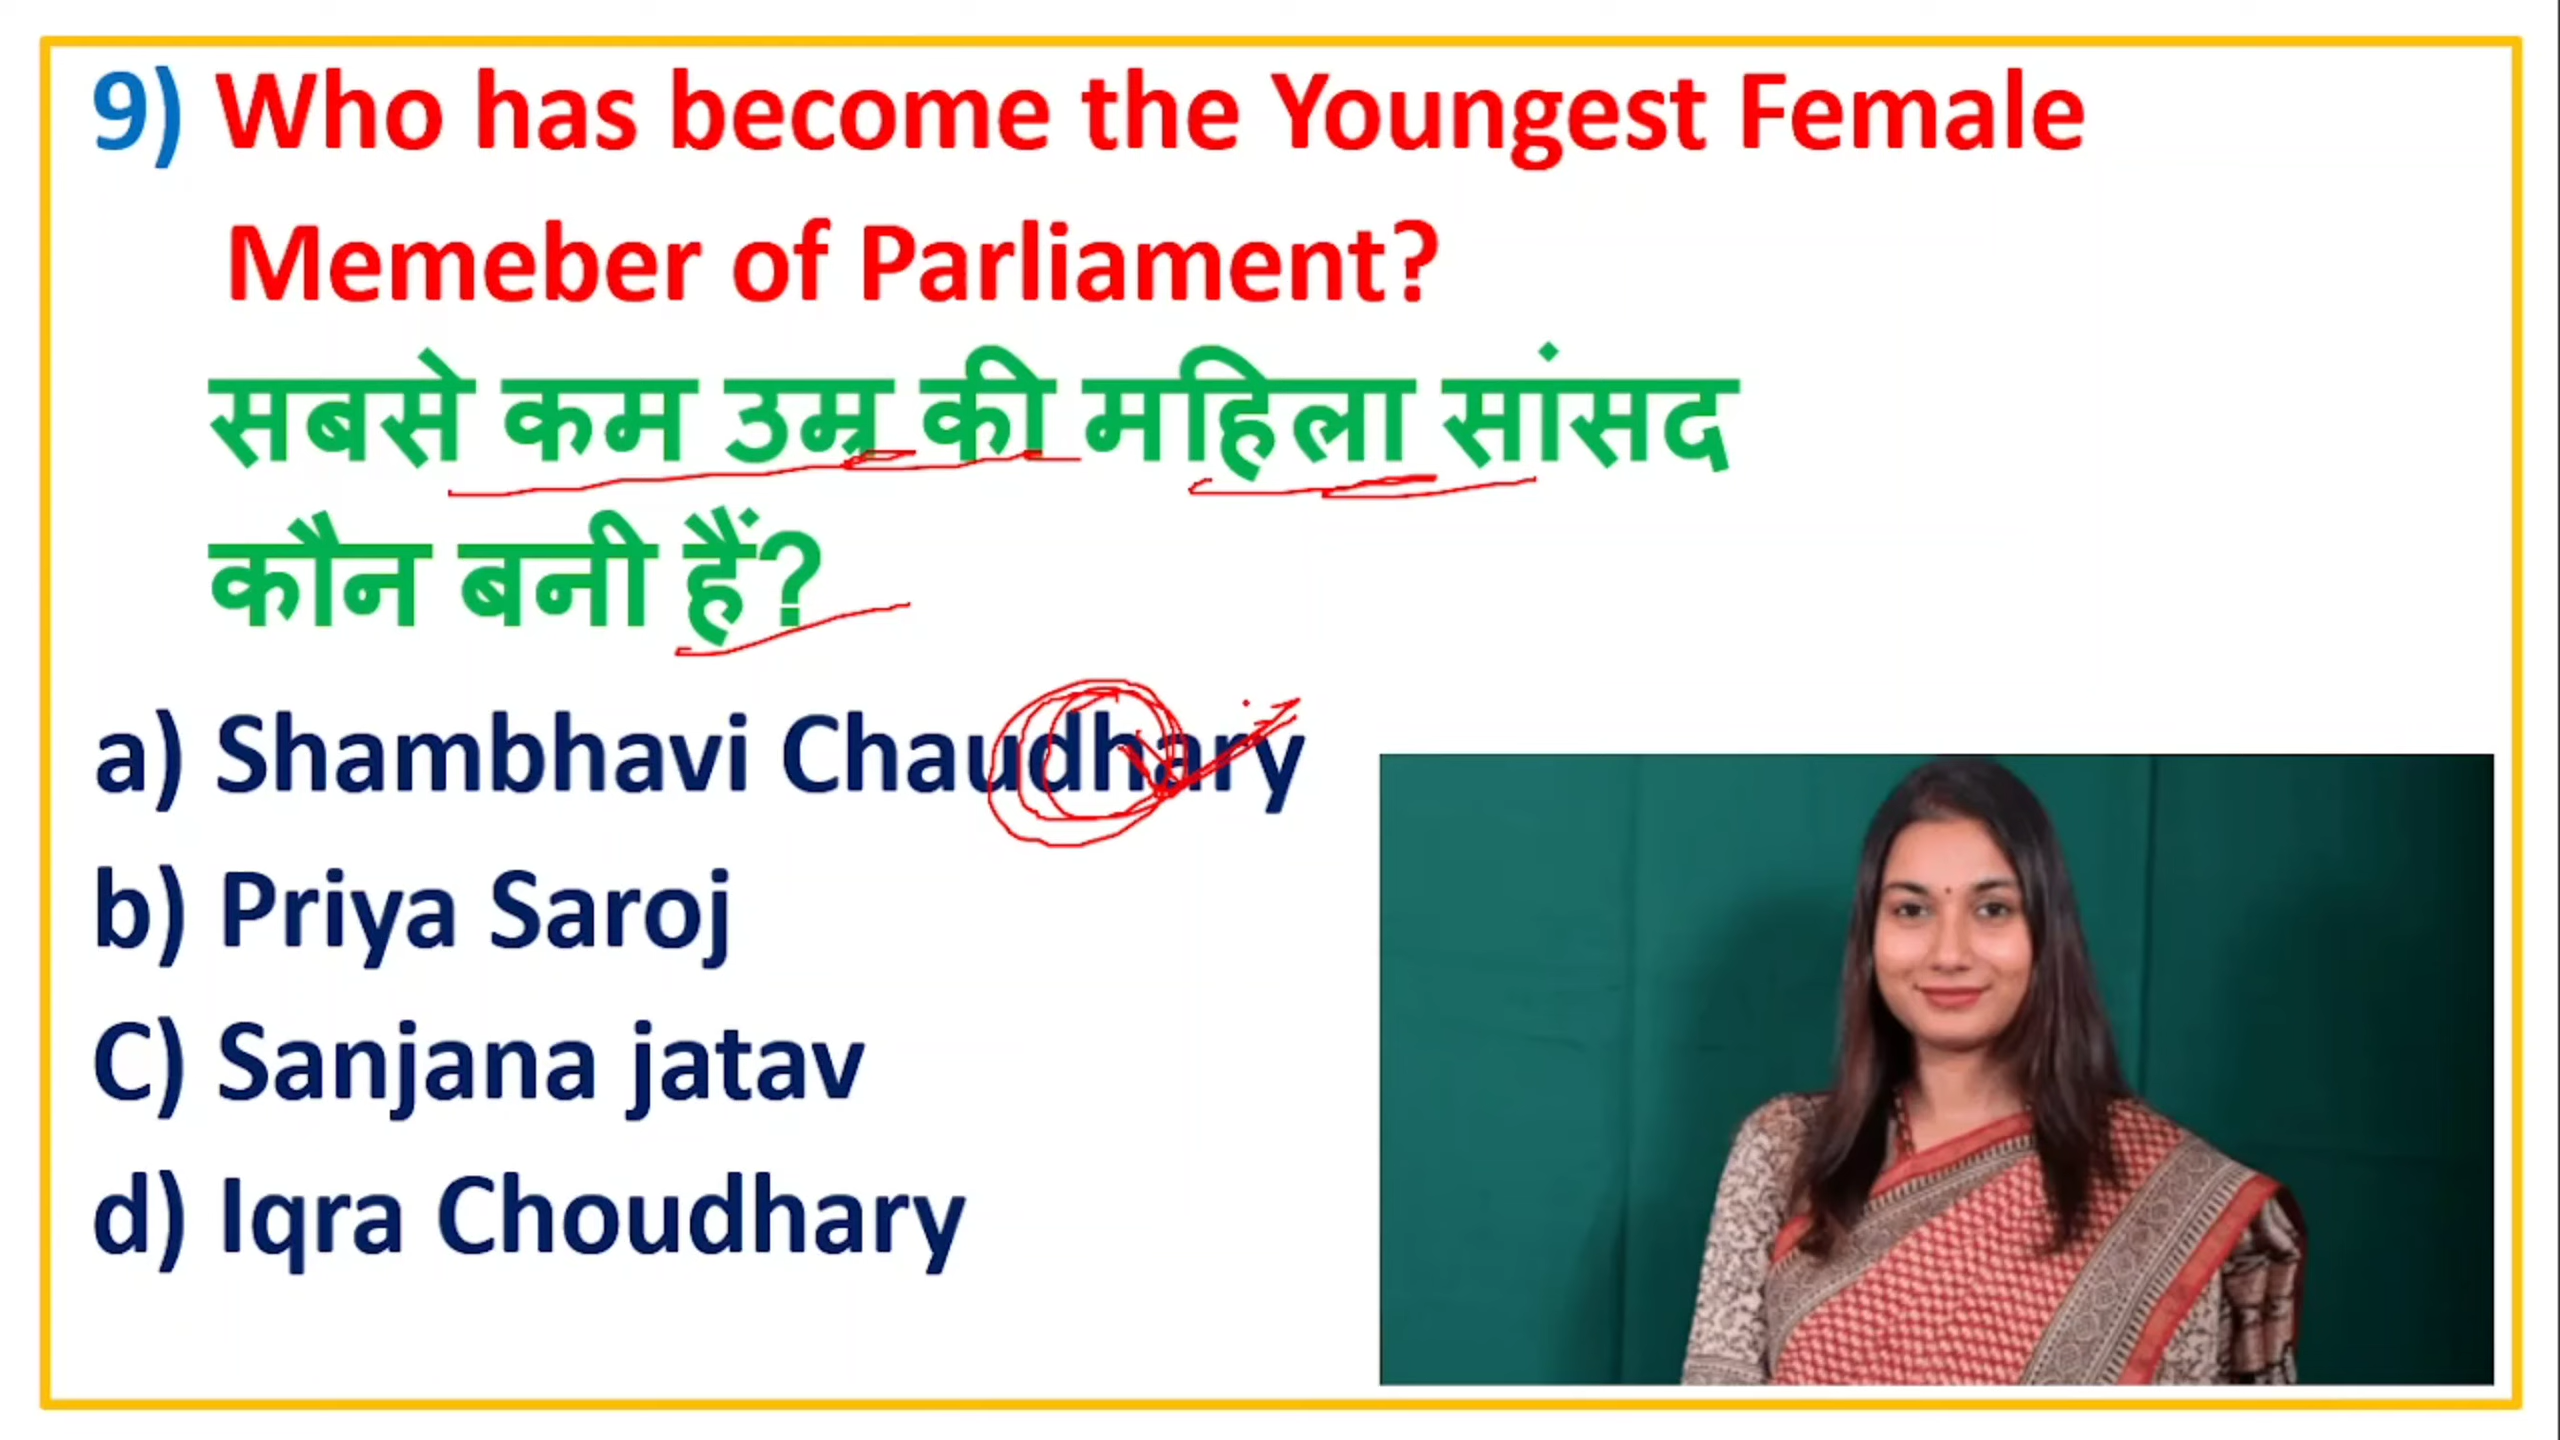 9) Who has become the Youngest Female
Memeber of Parliament?
सबसे कम उम्र की महिला सांसद
कौन बनी हैं?
a) Shambhavi Chaudhary
b) Priya Saroj
C) Sanjana jatav
d) Iqra Choudhary